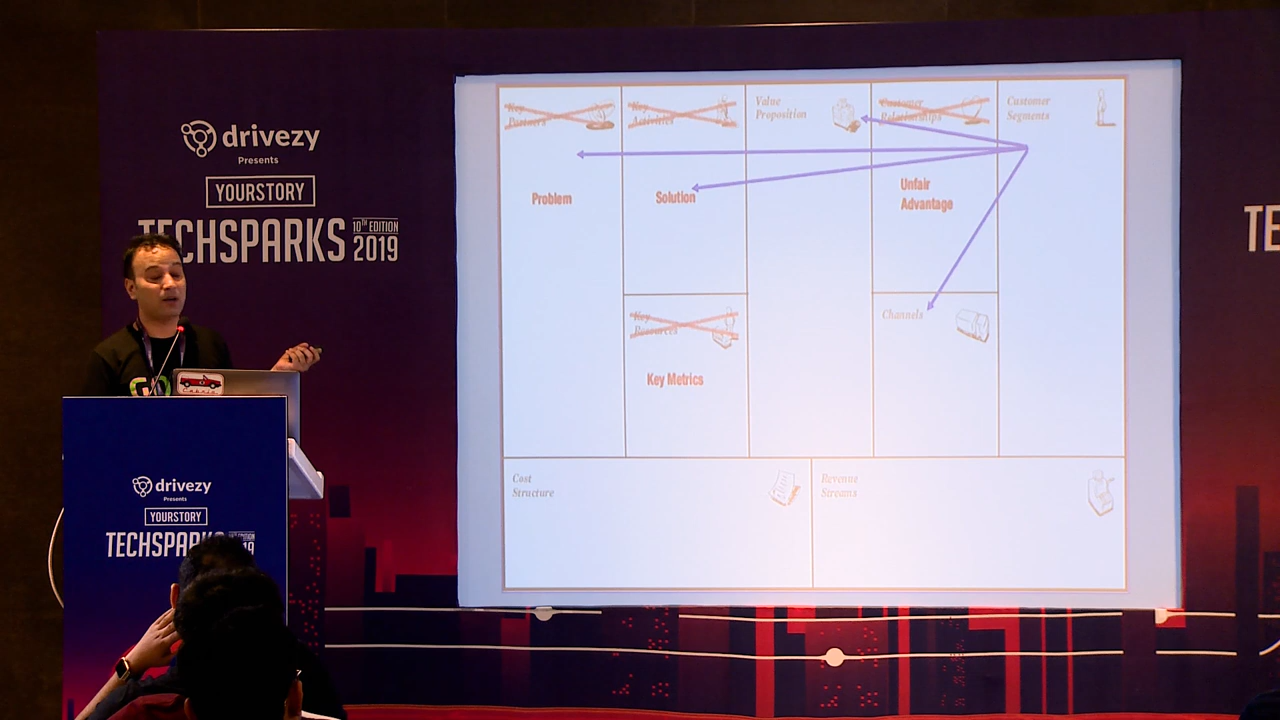 drivezy
Presents
YOURSTORY
TECHSPARKS 10TH EDITION 2019
TE
Key Partners
Key Activities
Value
Proposition
Customer
Relationships
Customer
Segments
Problem
Solution
Unfair
Advantage
Key
Resources
Channels
Key Metrics
Cost
Structure
Revenue
Streams
drivezy
Presents
YOURSTORY
TECHSPA